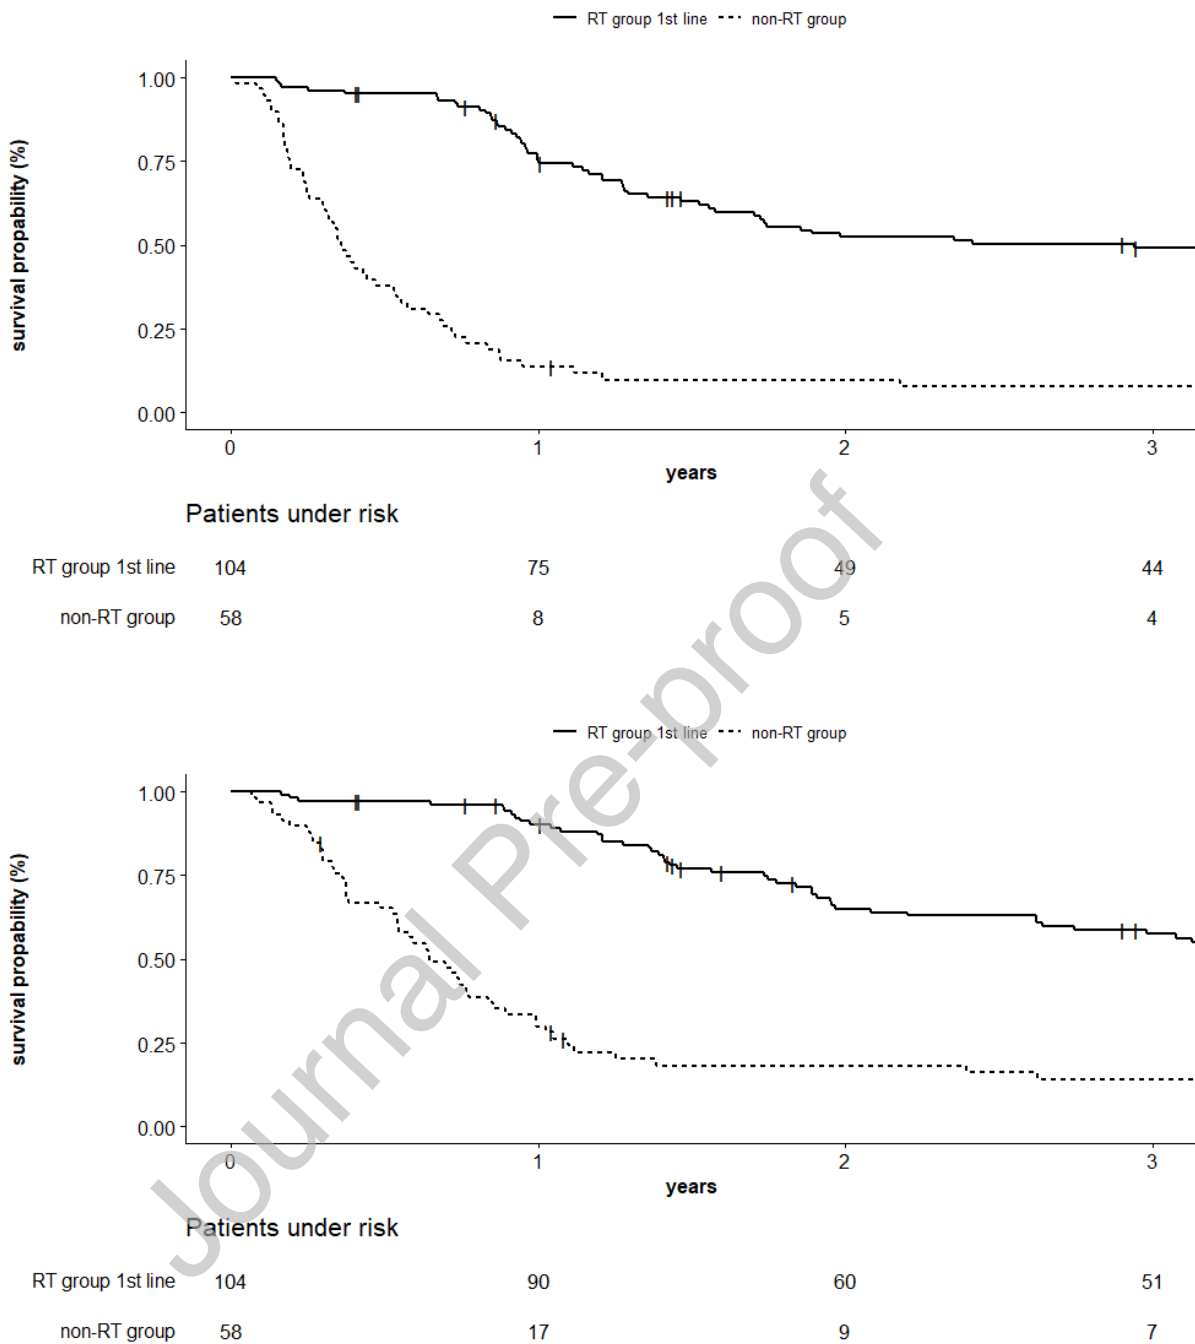 RT group 1st line non-RT group
1.00
0.75
0.50
0.25
0.00
survival propability (%)
0 1 2 3
years
Patients under risk
RT group 1st line 104 75 49 44
non-RT group 58 8 5 4
RT group 1st line non-RT group
1.00
0.75
0.50
0.25
0.00
survival propability (%)
0 1 2 3
years
Patients under risk
RT group 1st line 104 90 60 51
non-RT group 58 17 9 7
Journal Pre-proof